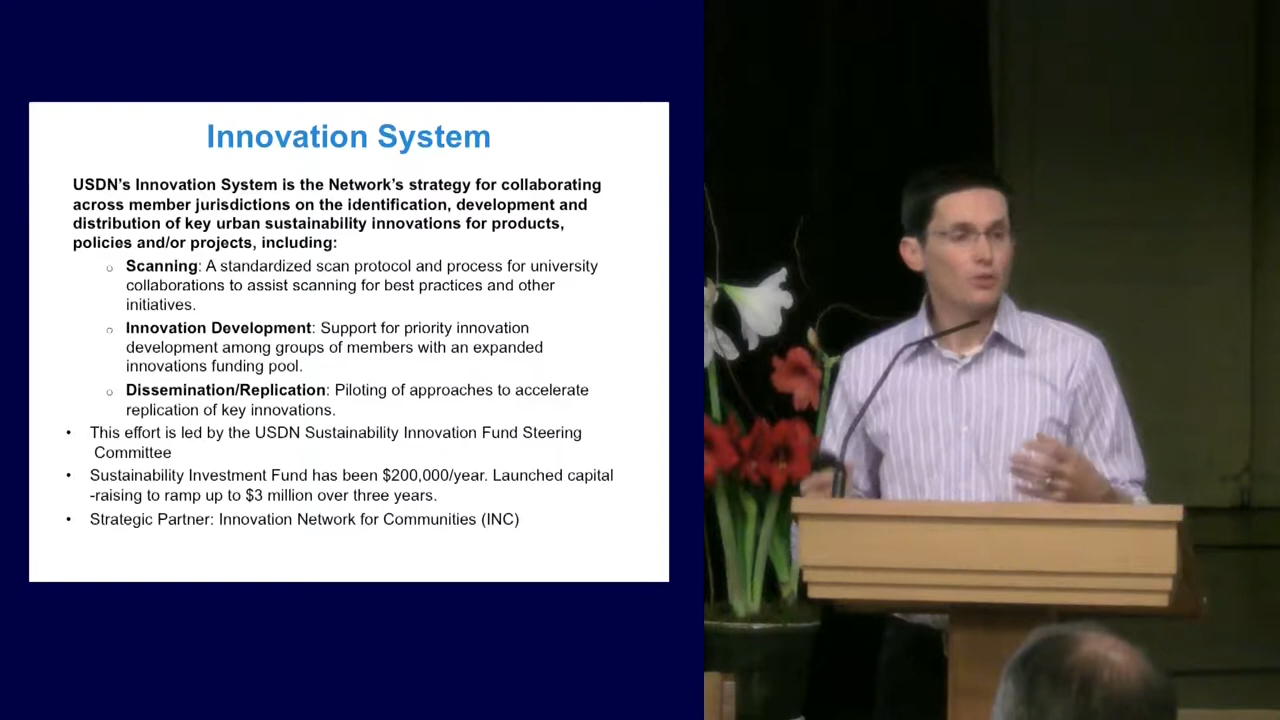 Innovation System
USDN's Innovation System is the Network's strategy for collaborating
across member jurisdictions on the identification, development and
distribution of key urban sustainability innovations for products,
policies and/or projects, including:
○ Scanning: A standardized scan protocol and process for university
collaborations to assist scanning for best practices and other
initiatives.
○ Innovation Development: Support for priority innovation
development among groups of members with an expanded
innovations funding pool.
○ Dissemination/Replication: Piloting of approaches to accelerate
replication of key innovations.
• This effort is led by the USDN Sustainability Innovation Fund Steering
Committee
• Sustainability Investment Fund has been $200,000/year. Launched capital
-raising to ramp up to $3 million over three years.
• Strategic Partner: Innovation Network for Communities (INC)